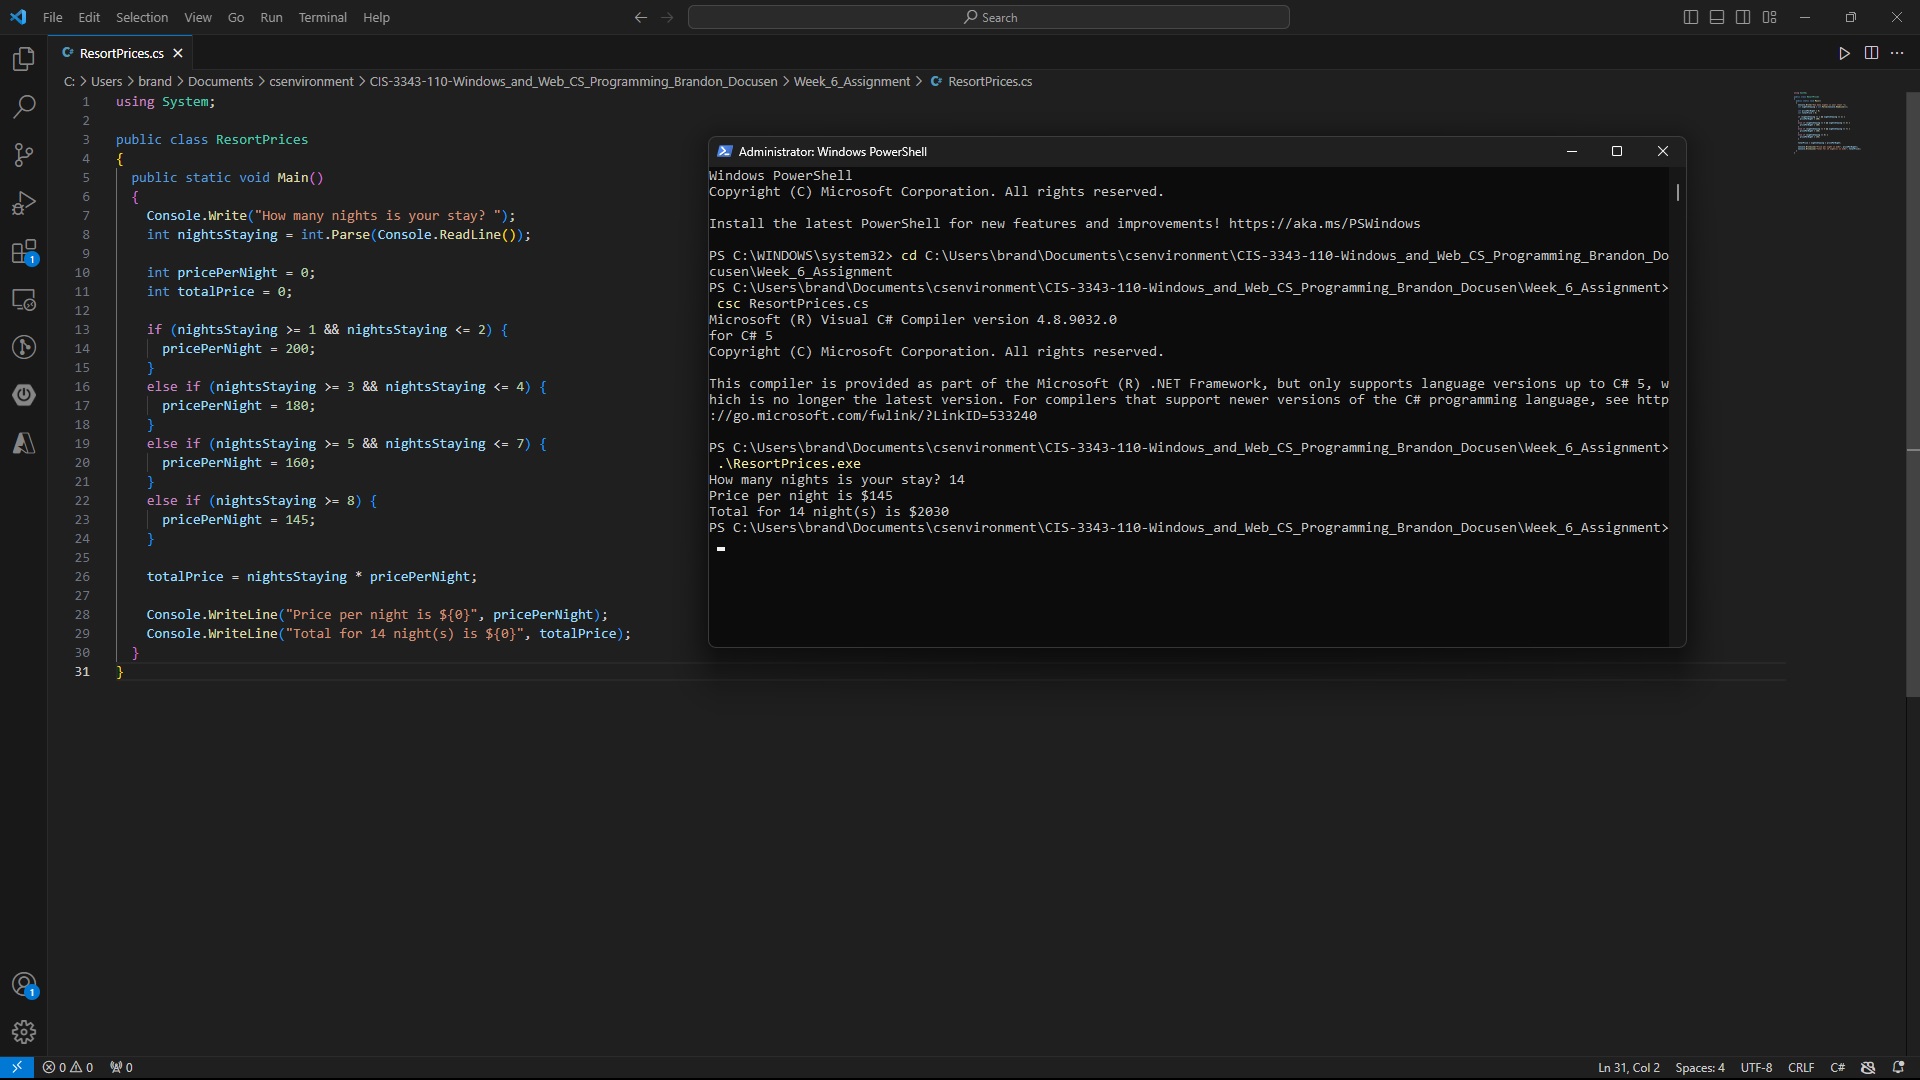 File Edit Selection View Go Run Terminal Help
Search
ResortPrices.cs
C: > Users > brand > Documents > csenvironment > CIS-3343-110-Windows_and_Web_CS_Programming_Brandon_Docusen > Week_6_Assignment > ResortPrices.cs
1 using System;
2
3 public class ResortPrices
4 {
5 public static void Main()
6 {
7 Console.Write("How many nights is your stay? ");
8 int nightsStaying = int.Parse(Console.ReadLine());
9
10 int pricePerNight = 0;
11 int totalPrice = 0;
12
13 if (nightsStaying >= 1 && nightsStaying <= 2) {
14 pricePerNight = 200;
15 }
16 else if (nightsStaying >= 3 && nightsStaying <= 4) {
17 pricePerNight = 180;
18 }
19 else if (nightsStaying >= 5 && nightsStaying <= 7) {
20 pricePerNight = 160;
21 }
22 else if (nightsStaying >= 8) {
23 pricePerNight = 145;
24 }
25
26 totalPrice = nightsStaying * pricePerNight;
27
28 Console.WriteLine("Price per night is ${0}", pricePerNight);
29 Console.WriteLine("Total for 14 night(s) is ${0}", totalPrice);
30 }
31 }
Administrator: Windows PowerShell
Windows PowerShell
Copyright (C) Microsoft Corporation. All rights reserved.
Install the latest PowerShell for new features and improvements! https://aka.ms/PSWindows
PS C:\WINDOWS\system32> cd C:\Users\brand\Documents\csenvironment\CIS-3343-110-Windows_and_Web_CS_Programming_Brandon_Do
cusen\Week_6_Assignment
PS C:\Users\brand\Documents\csenvironment\CIS-3343-110-Windows_and_Web_CS_Programming_Brandon_Docusen\Week_6_Assignment>
csc ResortPrices.cs
Microsoft (R) Visual C# Compiler version 4.8.9032.0
for C# 5
Copyright (C) Microsoft Corporation. All rights reserved.
This compiler is provided as part of the Microsoft (R) .NET Framework, but only supports language versions up to C# 5, w
hich is no longer the latest version. For compilers that support newer versions of the C# programming language, see http
://go.microsoft.com/fwlink/?LinkID=533240
PS C:\Users\brand\Documents\csenvironment\CIS-3343-110-Windows_and_Web_CS_Programming_Brandon_Docusen\Week_6_Assignment>
.\ResortPrices.exe
How many nights is your stay? 14
Price per night is $145
Total for 14 night(s) is $2030
PS C:\Users\brand\Documents\csenvironment\CIS-3343-110-Windows_and_Web_CS_Programming_Brandon_Docusen\Week_6_Assignment>
1
1
0 0 0 Ln 31, Col 2 Spaces: 4 UTF-8 CRLF C#